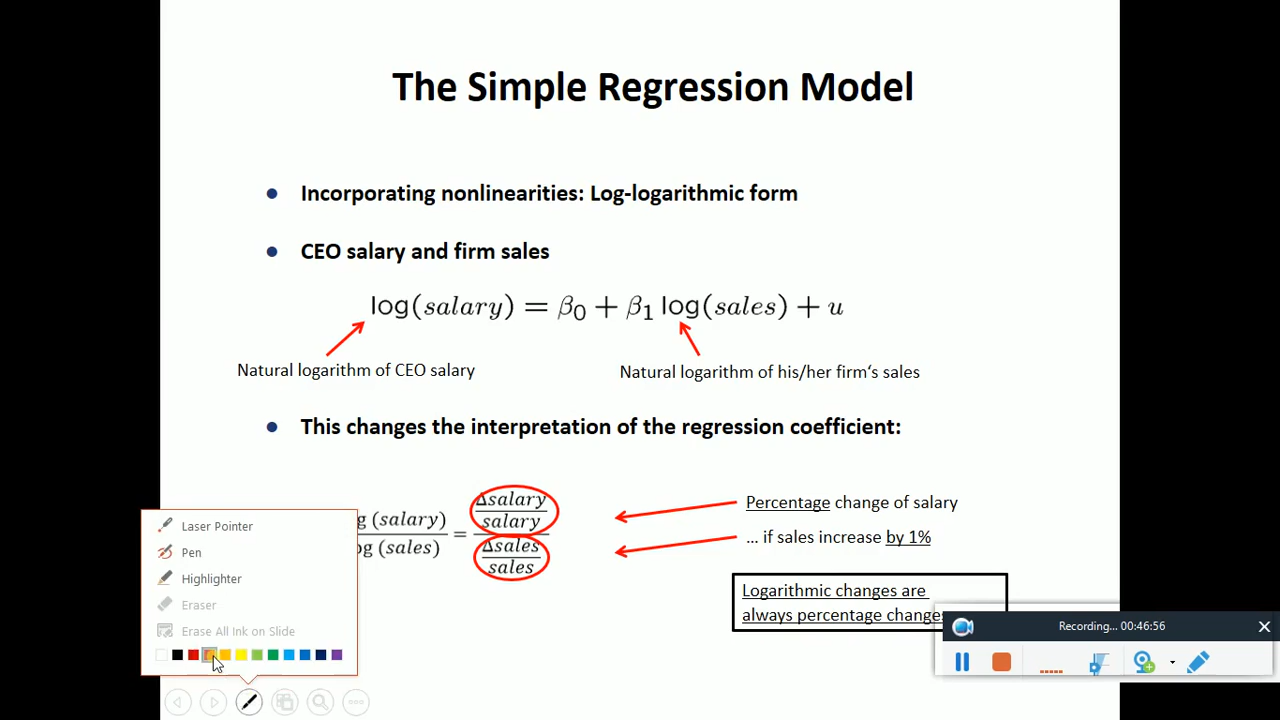 The Simple Regression Model
Incorporating nonlinearities: Log-logarithmic form
CEO salary and firm sales
log(salary) = β₀ + β₁ log(sales) + u
Natural logarithm of CEO salary
Natural logarithm of his/her firm‘s sales
This changes the interpretation of the regression coefficient:
g (salary) = Δsalary/salary
og (sales) Δsales/sales
Percentage change of salary
... if sales increase by 1%
Logarithmic changes are
always percentage changes
Laser Pointer
Pen
Highlighter
Eraser
Erase All Ink on Slide
Recording... 00:46:56